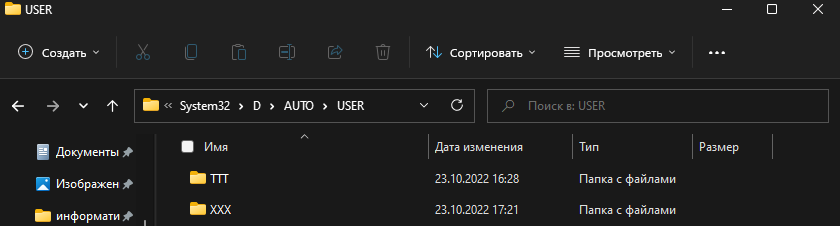 USER
Создать
Сортировать
Просмотреть
System32 D AUTO USER
Поиск в: USER
Документы
Изображен
информати
Имя Дата изменения Тип Размер
TTT 23.10.2022 16:28 Папка с файлами
XXX 23.10.2022 17:21 Папка с файлами